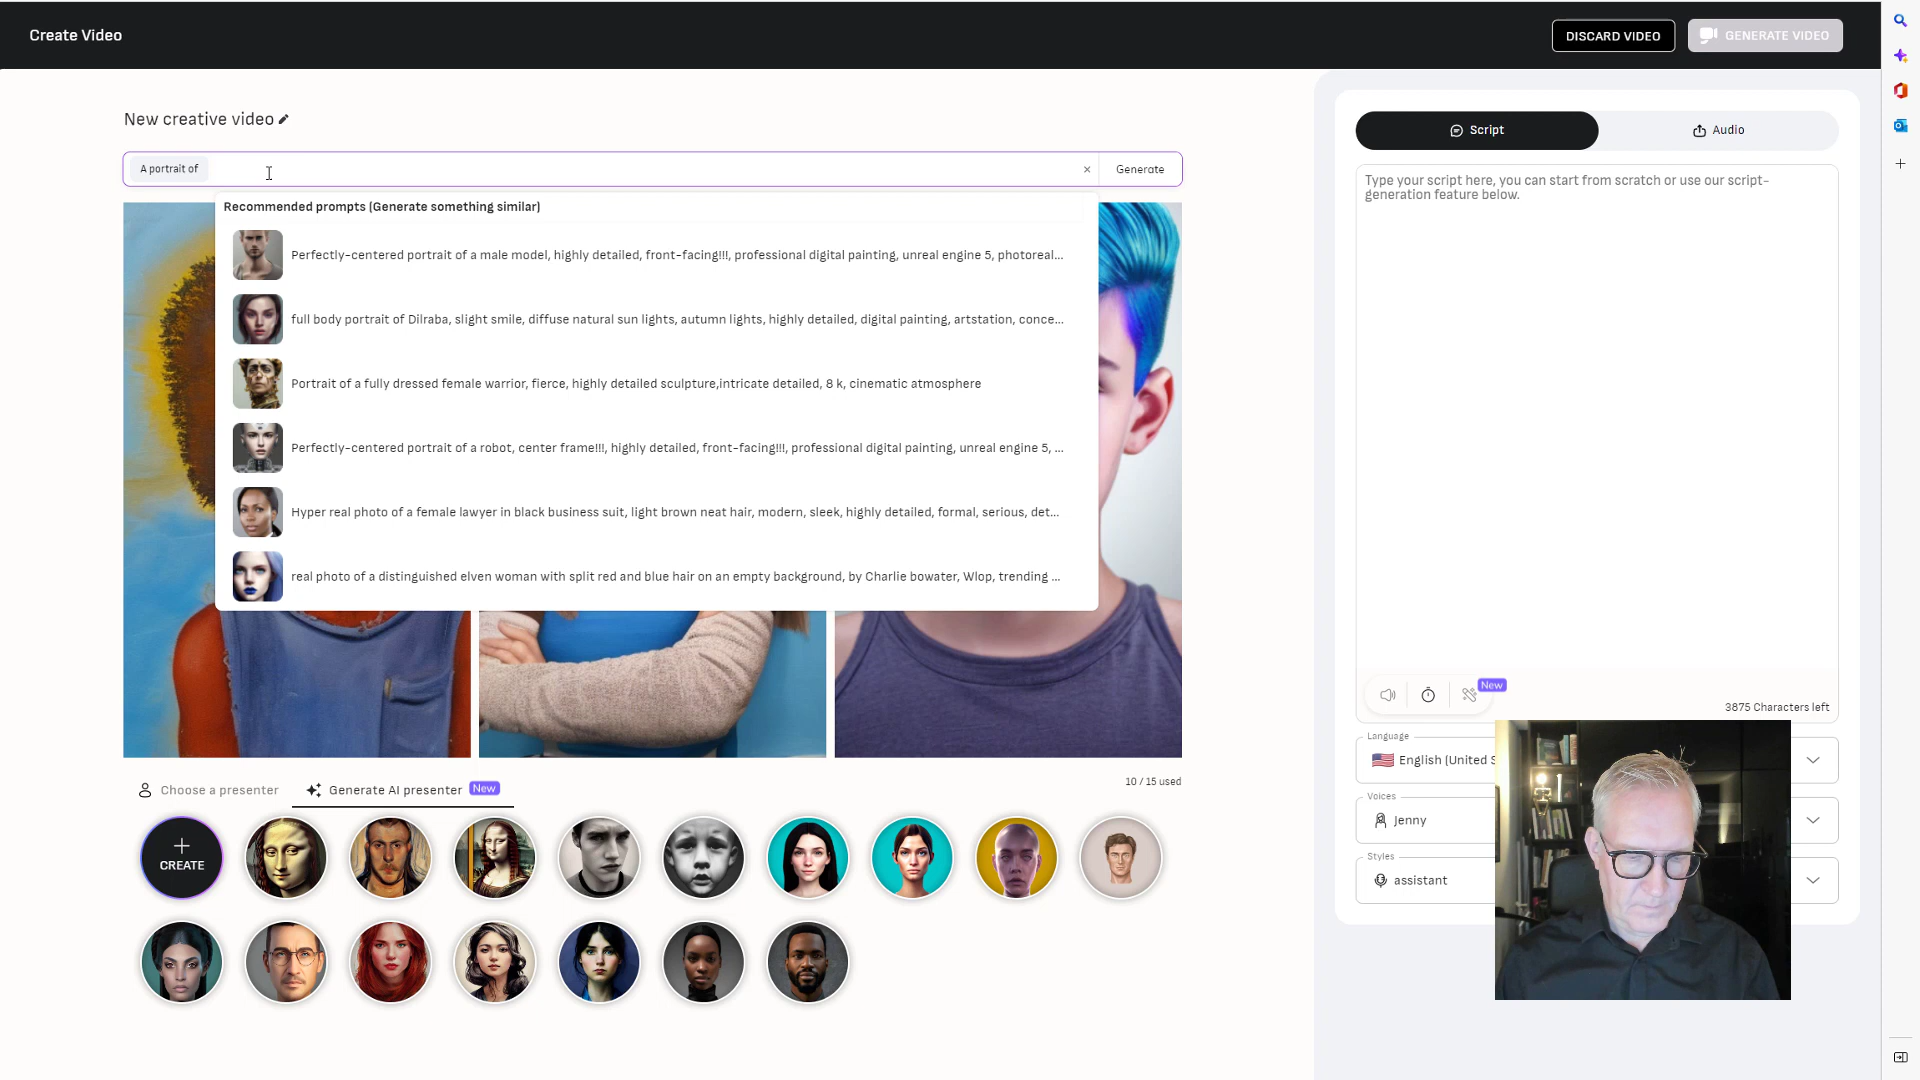 Create Video
DISCARD VIDEO
GENERATE VIDEO
New creative video
A portrait of
×
Generate
Recommended prompts (Generate something similar)
Perfectly-centered portrait of a male model, highly detailed, front-facing!!!, professional digital painting, unreal engine 5, photoreal...
full body portrait of Dilraba, slight smile, diffuse natural sun lights, autumn lights, highly detailed, digital painting, artstation, conce...
Portrait of a fully dressed female warrior, fierce, highly detailed sculpture,intricate detailed, 8 k, cinematic atmosphere
Perfectly-centered portrait of a robot, center frame!!!, highly detailed, front-facing!!!, professional digital painting, unreal engine 5, ...
Hyper real photo of a female lawyer in black business suit, light brown neat hair, modern, sleek, highly detailed, formal, serious, det...
real photo of a distinguished elven woman with split red and blue hair on an empty background, by Charlie bowater, Wlop, trending ...
Choose a presenter
Generate AI presenter
New
10 / 15 used
+
CREATE
Script
Audio
Type your script here, you can start from scratch or use our script-
generation feature below.
New
3875 Characters left
Language
English (United S
Voices
Jenny
Styles
assistant